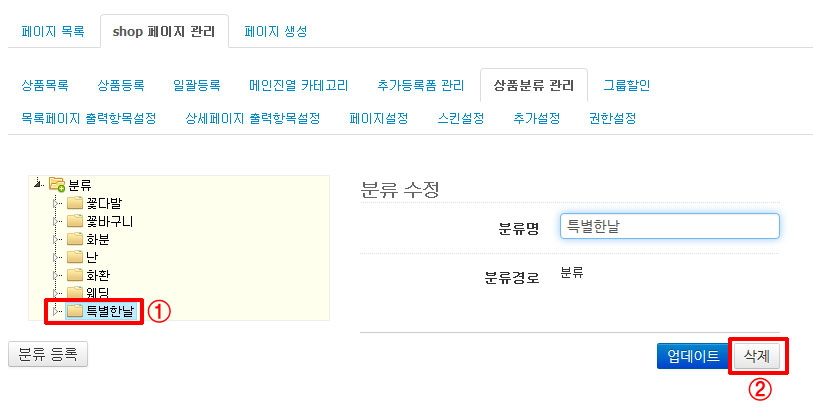 페이지 목록 shop 페이지 관리 페이지 생성
상품목록 상품등록 일괄등록 메인진열 카테고리 추가등록폼 관리 상품분류 관리 그룹할인
목록페이지 출력항목설정 상세페이지 출력항목설정 페이지설정 스킨설정 추가설정 권한설정
분류
꽃다발
꽃바구니
화분
난
화환
웨딩
특별한날 ①
분류 등록
분류 수정
분류명 특별한날
분류경로 분류
업데이트 삭제
②